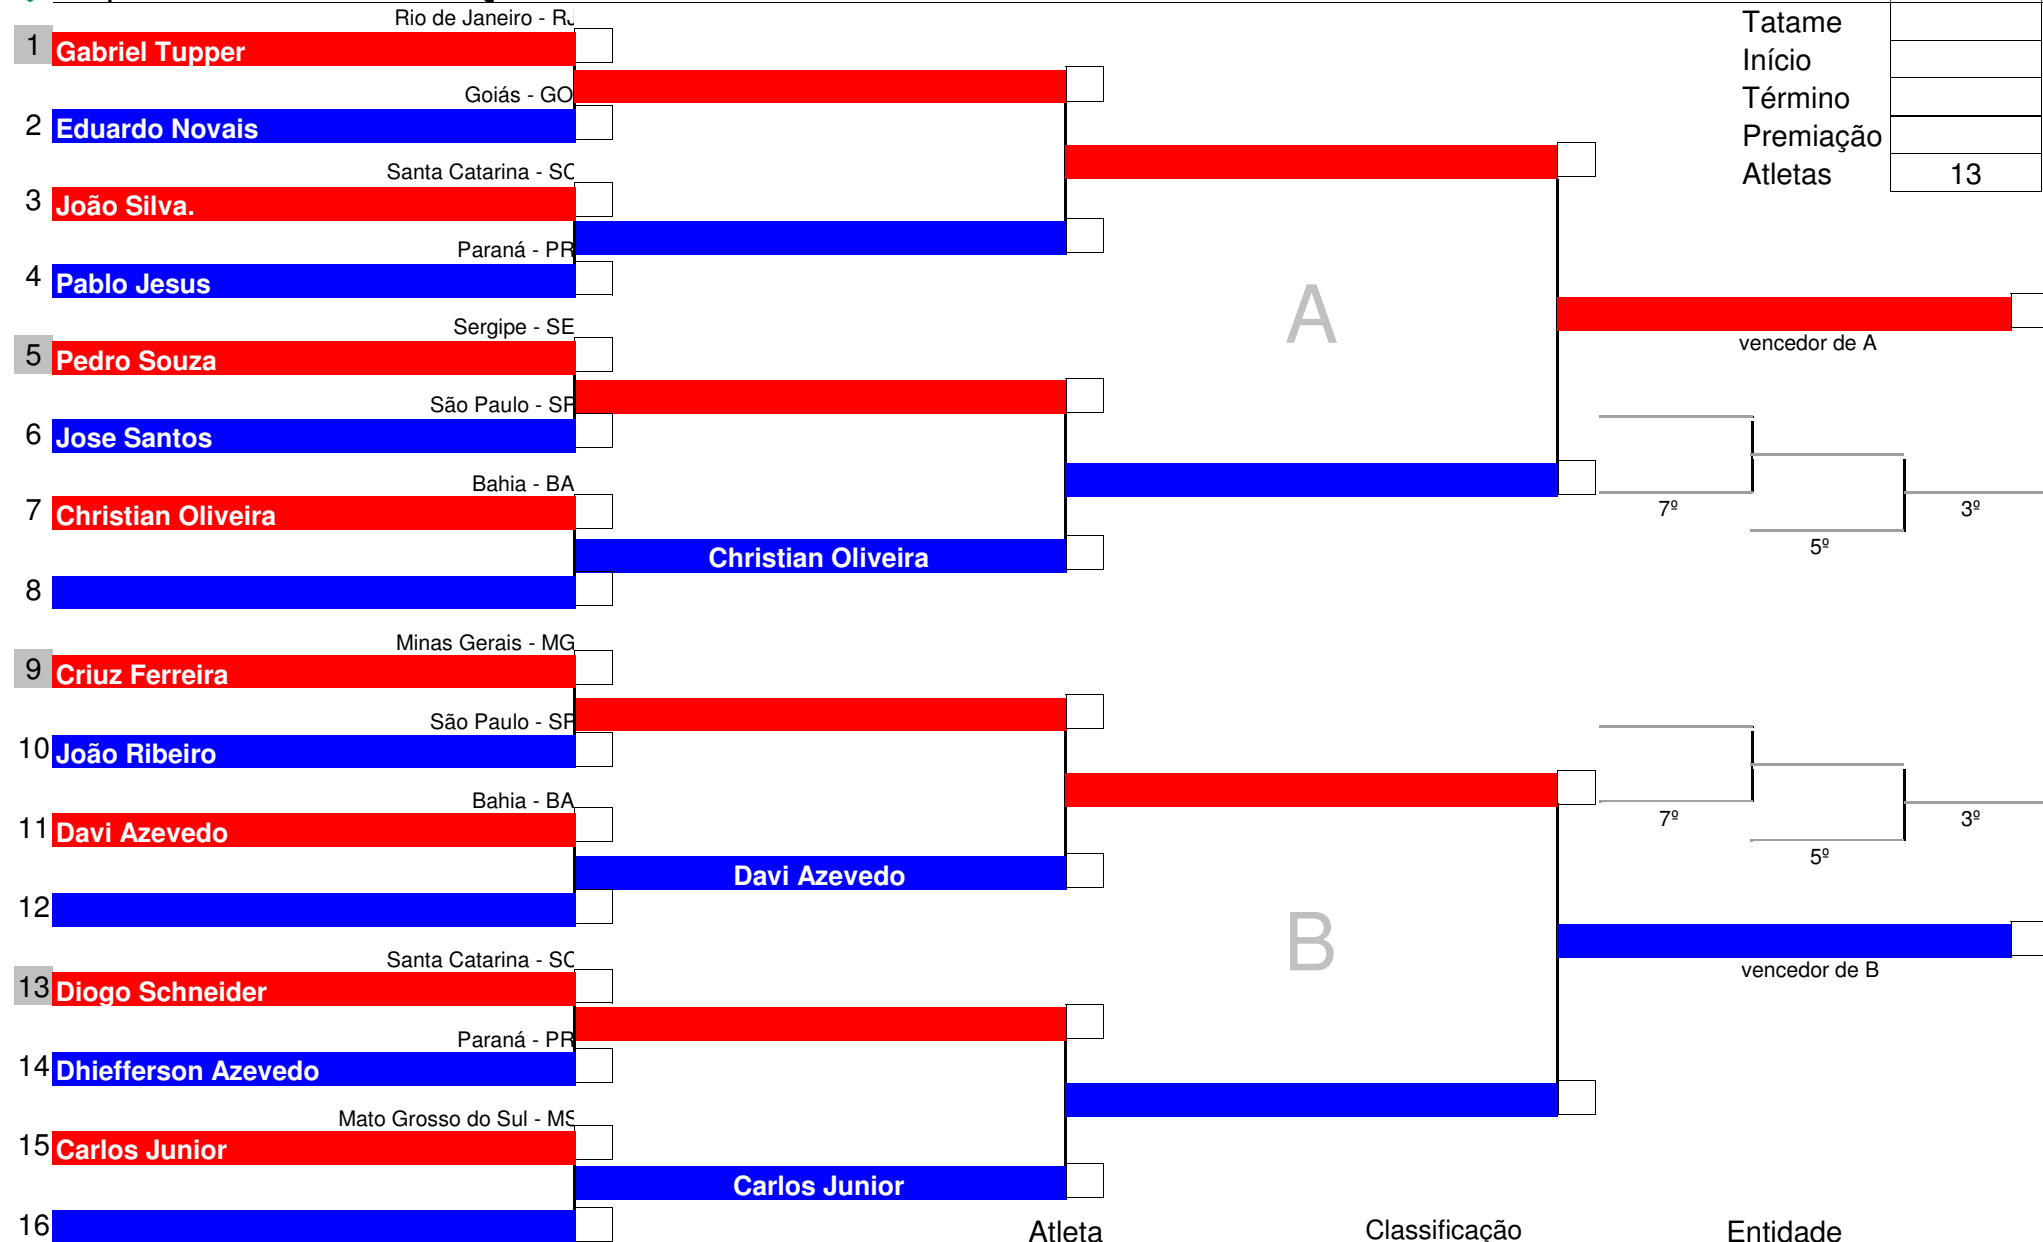 Rio de Janeiro - RJ
1 Gabriel Tupper
Goiás - GO
2 Eduardo Novais
Santa Catarina - SC
3 João Silva.
Paraná - PR
4 Pablo Jesus
Sergipe - SE
5 Pedro Souza
São Paulo - SP
6 Jose Santos
Bahia - BA
7 Christian Oliveira
Christian Oliveira
8
Minas Gerais - MG
9 Criuz Ferreira
São Paulo - SP
10 João Ribeiro
Bahia - BA
11 Davi Azevedo
Davi Azevedo
12
Santa Catarina - SC
13 Diogo Schneider
Paraná - PR
14 Dhiefferson Azevedo
Mato Grosso do Sul - MS
15 Carlos Junior
Carlos Junior
16
A
B
Tatame
Início
Término
Premiação
Atletas 13
vencedor de A
7º
3º
5º
7º
3º
5º
vencedor de B
Atleta Classificação Entidade